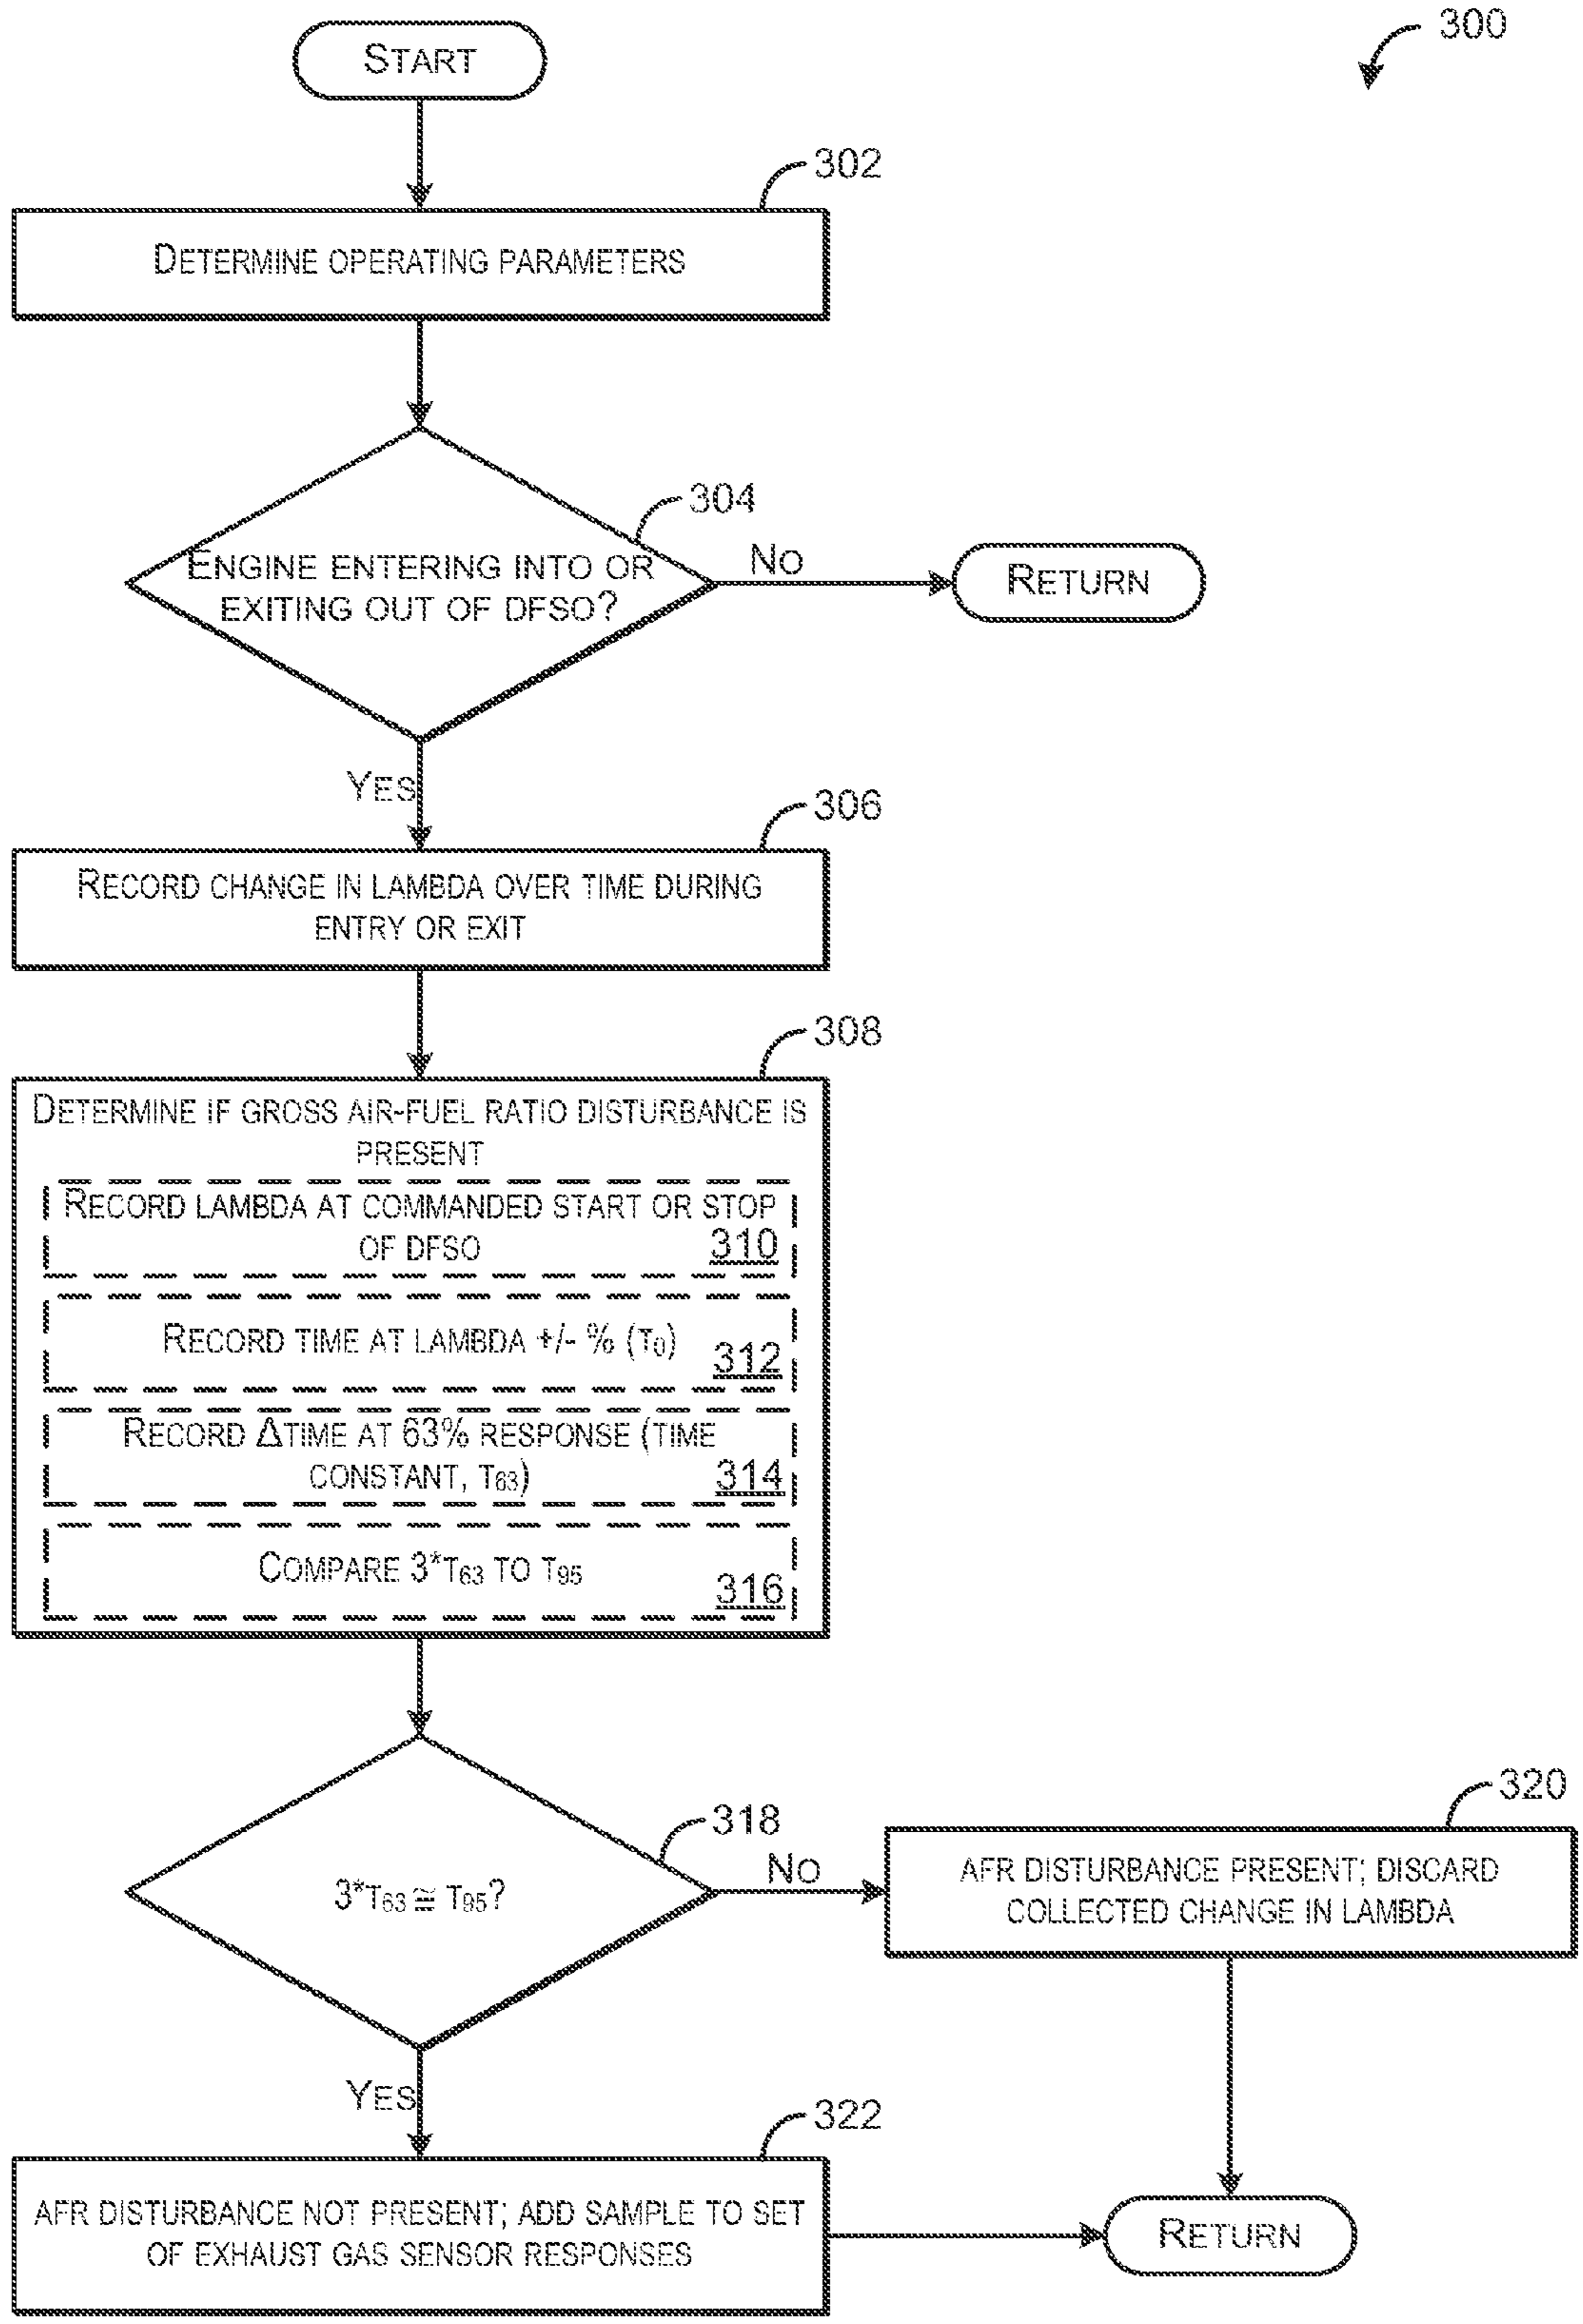 300
START
302
DETERMINE OPERATING PARAMETERS
304
ENGINE ENTERING INTO OR
EXITING OUT OF DFSO?
NO
RETURN
YES
306
RECORD CHANGE IN LAMBDA OVER TIME DURING
ENTRY OR EXIT
308
DETERMINE IF GROSS AIR-FUEL RATIO DISTURBANCE IS
PRESENT
RECORD LAMBDA AT COMMANDED START OR STOP
OF DFSO
310
RECORD TIME AT LAMBDA +/- % (T₀)
312
RECORD ΔTIME AT 63% RESPONSE (TIME
CONSTANT, T₆₃)
314
COMPARE 3*T₆₃ TO T₉₅
316
318
3*T₆₃ ≅ T₉₅?
NO
320
AFR DISTURBANCE PRESENT; DISCARD
COLLECTED CHANGE IN LAMBDA
YES
322
AFR DISTURBANCE NOT PRESENT; ADD SAMPLE TO SET
OF EXHAUST GAS SENSOR RESPONSES
RETURN